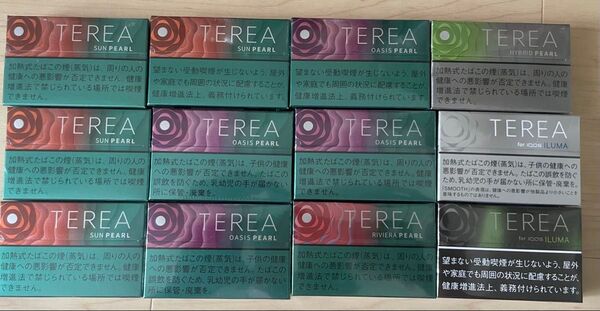 TEREA
SUN PEARL
加熱式たばこの煙(蒸気)は、周りの人の
健康への悪影響が否定できません。健康
増進法で禁じられている場所では喫煙
できません。
TEREA
SUN PEARL
加熱式たばこの煙(蒸気)は、周りの人の
健康への悪影響が否定できません。健康
増進法で禁じられている場所では喫煙
できません。
TEREA
OASIS PEARL
望まない受動喫煙が生じないよう、屋外
や家庭でも周囲の状況に配慮することが、
健康増進法上、義務付けられています。
TEREA
HYBRID PEARL
望まない受動喫煙が生じないよう、屋外
や家庭でも周囲の状況に配慮することが、
健康増進法上、義務付けられています。
TEREA
SUN PEARL
加熱式たばこの煙(蒸気)は、周りの人の
健康への悪影響が否定できません。健康
増進法で禁じられている場所では喫煙
できません。
TEREA
OASIS PEARL
加熱式たばこの煙(蒸気)は、子供の健康
への悪影響が否定できません。たばこの
誤飲を防ぐため、乳幼児の手が届かない
所に保管・廃棄を。
TEREA
OASIS PEARL
加熱式たばこの煙(蒸気)は、周りの人の
健康への悪影響が否定できません。健康
増進法で禁じられている場所では喫煙
できません。
TEREA
for IQOS ILUMA
加熱式たばこの煙(蒸気)は、子供の健康
への悪影響が否定できません。たばこの
誤飲を防ぐため、乳幼児の手が届かない
所に保管・廃棄を。
TEREA
SUN PEARL
加熱式たばこの煙(蒸気)は、周りの人の
健康への悪影響が否定できません。健康
増進法で禁じられている場所では喫煙
できません。
TEREA
OASIS PEARL
加熱式たばこの煙(蒸気)は、子供の健康
への悪影響が否定できません。たばこの
誤飲を防ぐため、乳幼児の手が届かない
所に保管・廃棄を。
TEREA
RIVIERA PEARL
加熱式たばこの煙(蒸気)は、周りの人の
健康への悪影響が否定できません。健康
増進法で禁じられている場所では喫煙
できません。
TEREA
for IQOS ILUMA
望まない受動喫煙が生じないよう、屋外
や家庭でも周囲の状況に配慮することが、
健康増進法上、義務付けられています。